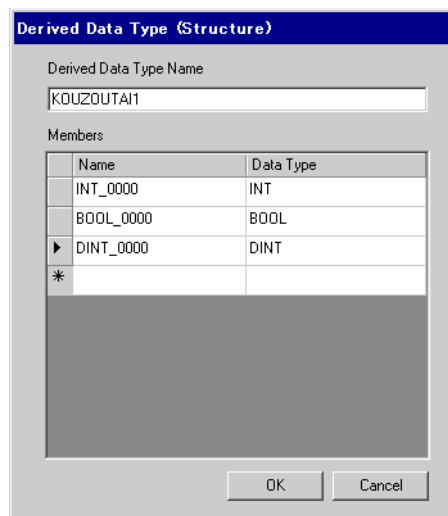 Derived Data Type (Structure)
Derived Data Type Name
KOUZOUTAI1
Members
Name Data Type
INT_0000 INT
BOOL_0000 BOOL
DINT_0000 DINT
OK Cancel